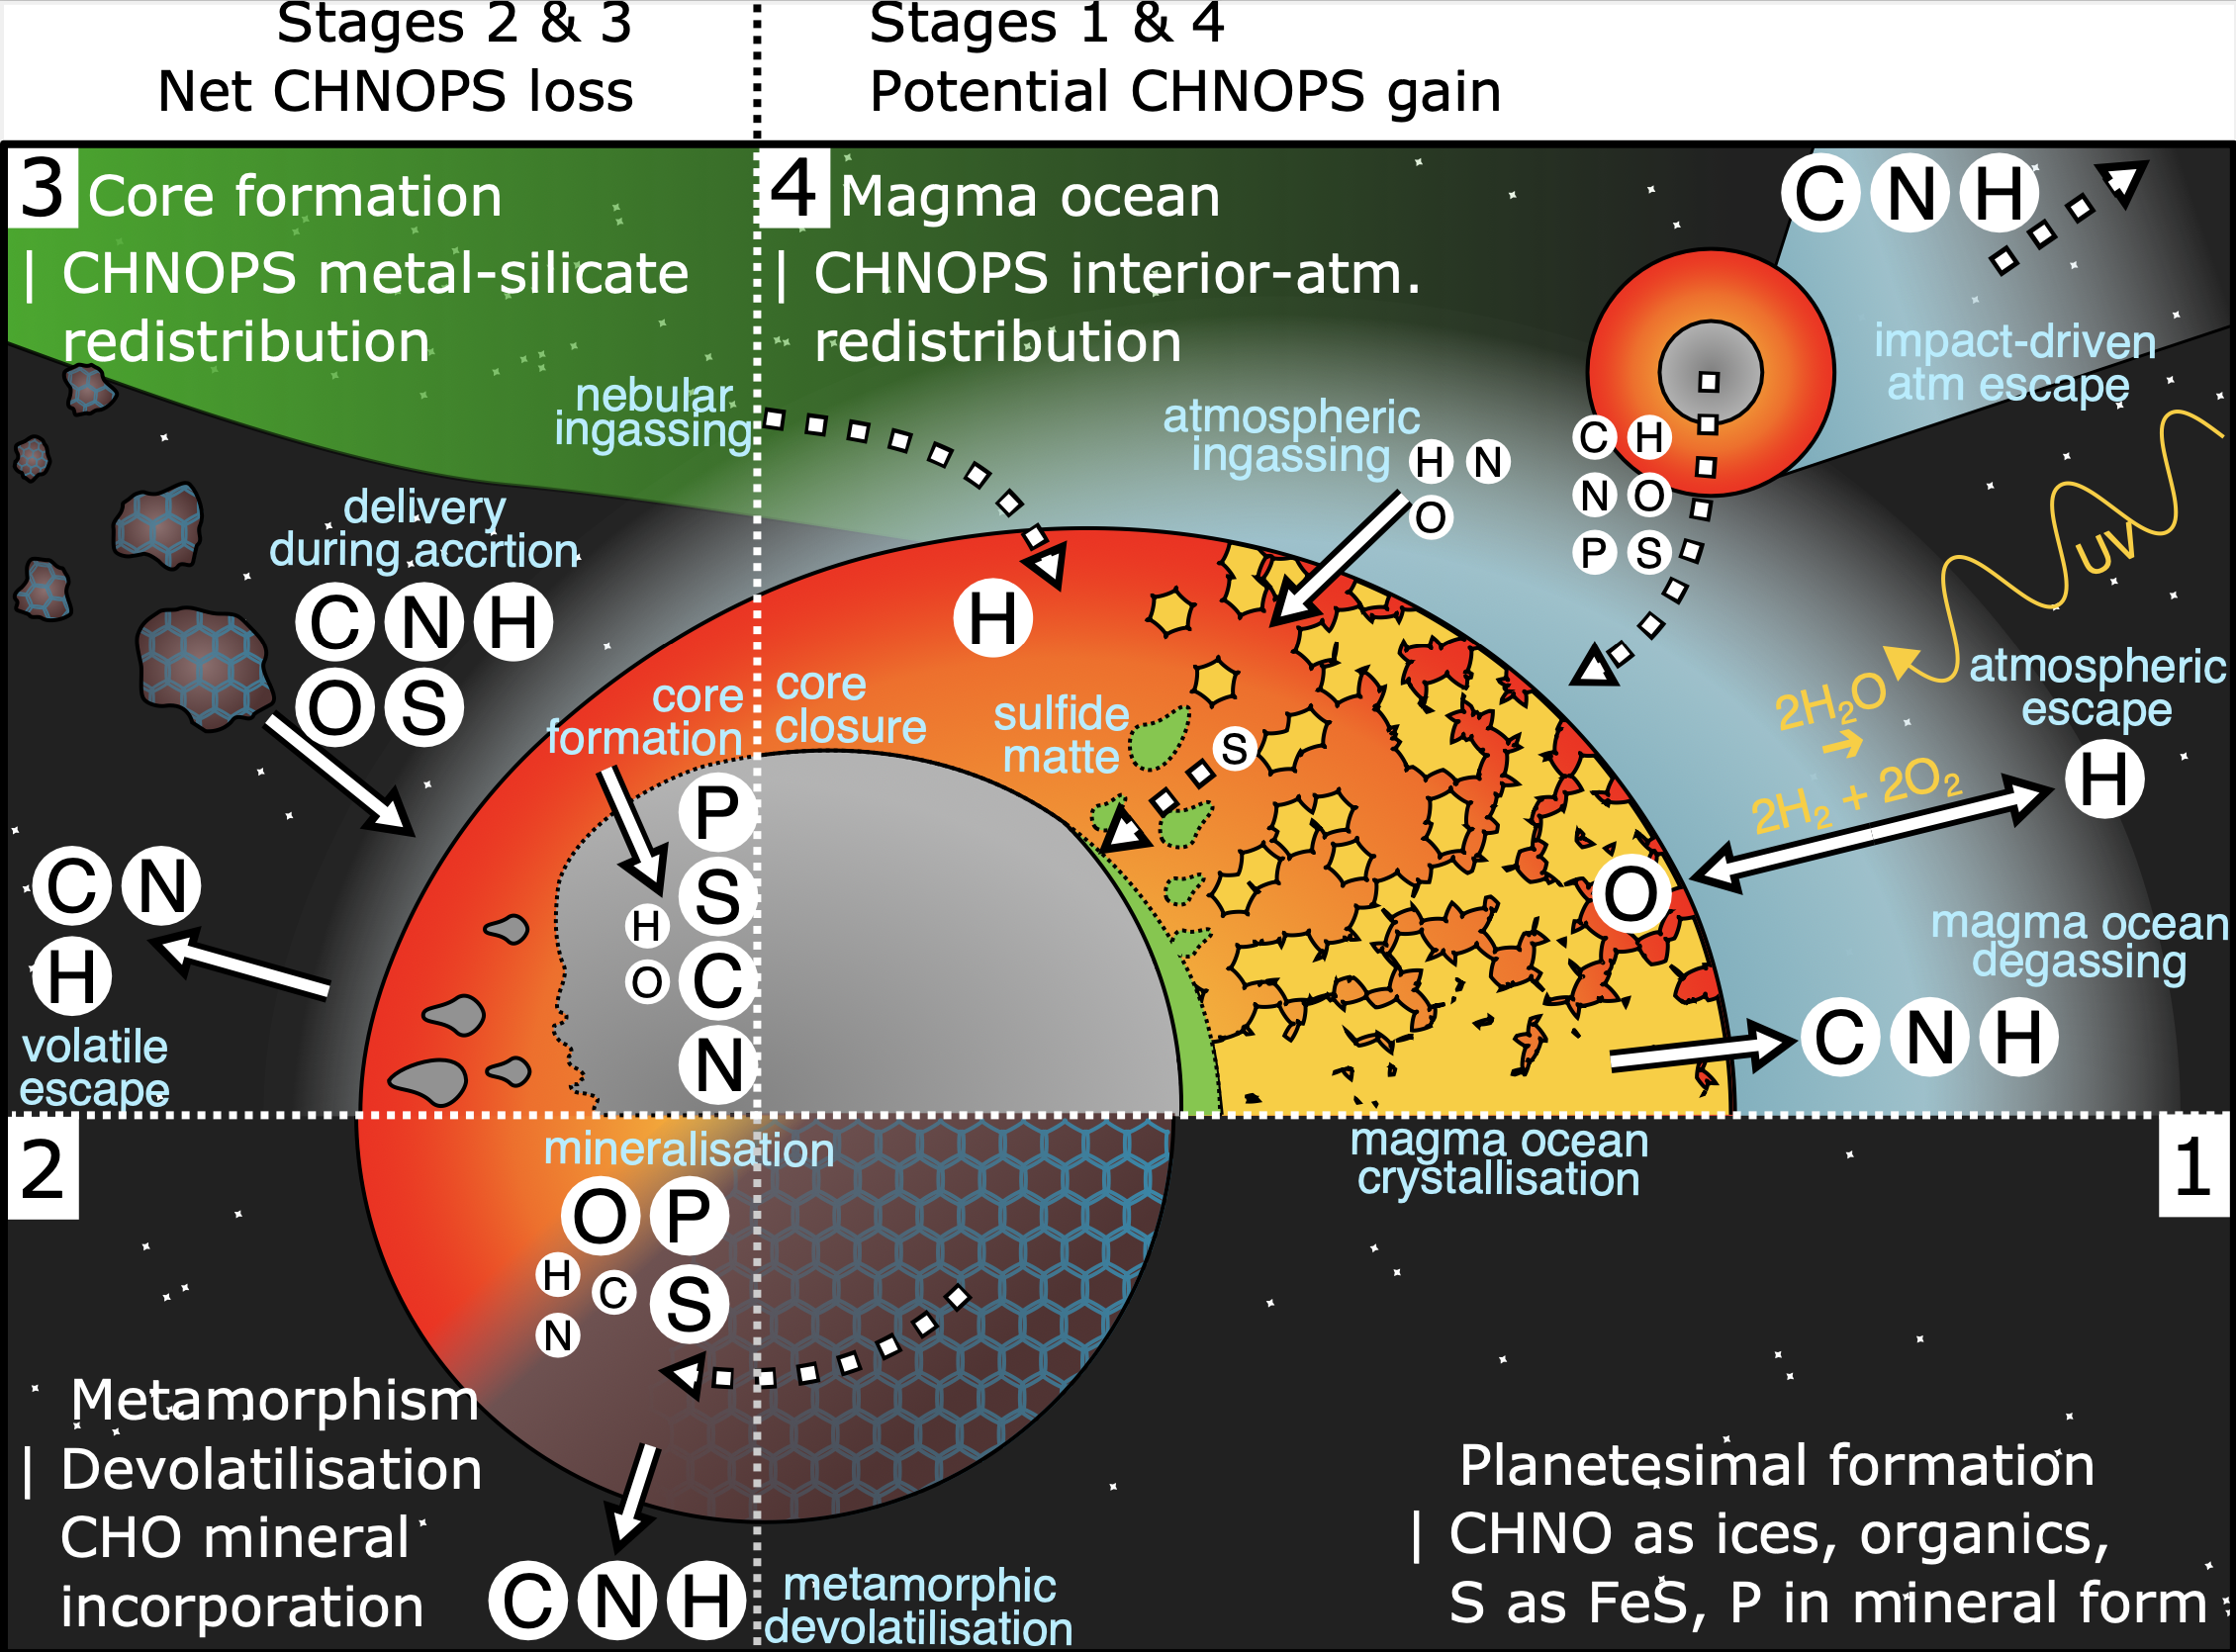 Stages 2 & 3
Net CHNOPS loss
Stages 1 & 4
Potential CHNOPS gain
3
Core formation
| CHNOPS metal-silicate
redistribution
4
Magma ocean
| CHNOPS interior-atm.
redistribution
C N H
impact-driven
atm escape
nebular
ingassing
atmospheric
ingassing
H N
O
C H
N O
P S
UV
delivery
during accrtion
C N H
O S
H
core
formation
core
closure
sulfide
matte
S
2H₂O
➔
2H₂ + 2O₂
atmospheric
escape
H
O
P
S
H
O
C
N
C N
H
volatile
escape
magma ocean
degassing
C N H
2
mineralisation
O P
H
C
S
N
Metamorphism
| Devolatilisation
CHO mineral
incorporation
C N H
metamorphic
devolatilisation
magma ocean
crystallisation
1
Planetesimal formation
| CHNO as ices, organics,
S as FeS, P in mineral form